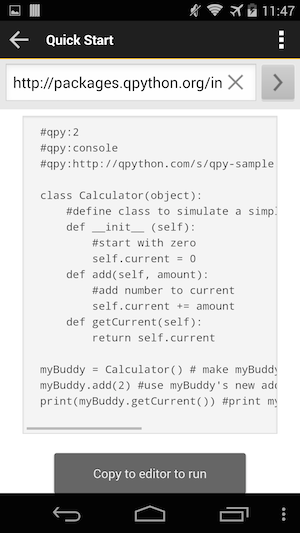 11:47
Quick Start
http://packages.qpython.org/in
#qpy:2
#qpy:console
#qpy:http://qpython.com/s/qpy-sample
class Calculator(object):
    #define class to simulate a simpl
    def __init__ (self):
        #start with zero
        self.current = 0
    def add(self, amount):
        #add number to current
        self.current += amount
    def getCurrent(self):
        return self.current
myBuddy = Calculator() # make myBuddy
myBuddy.add(2) #use myBuddy's new add
print(myBuddy.getCurrent()) #print my
Copy to editor to run